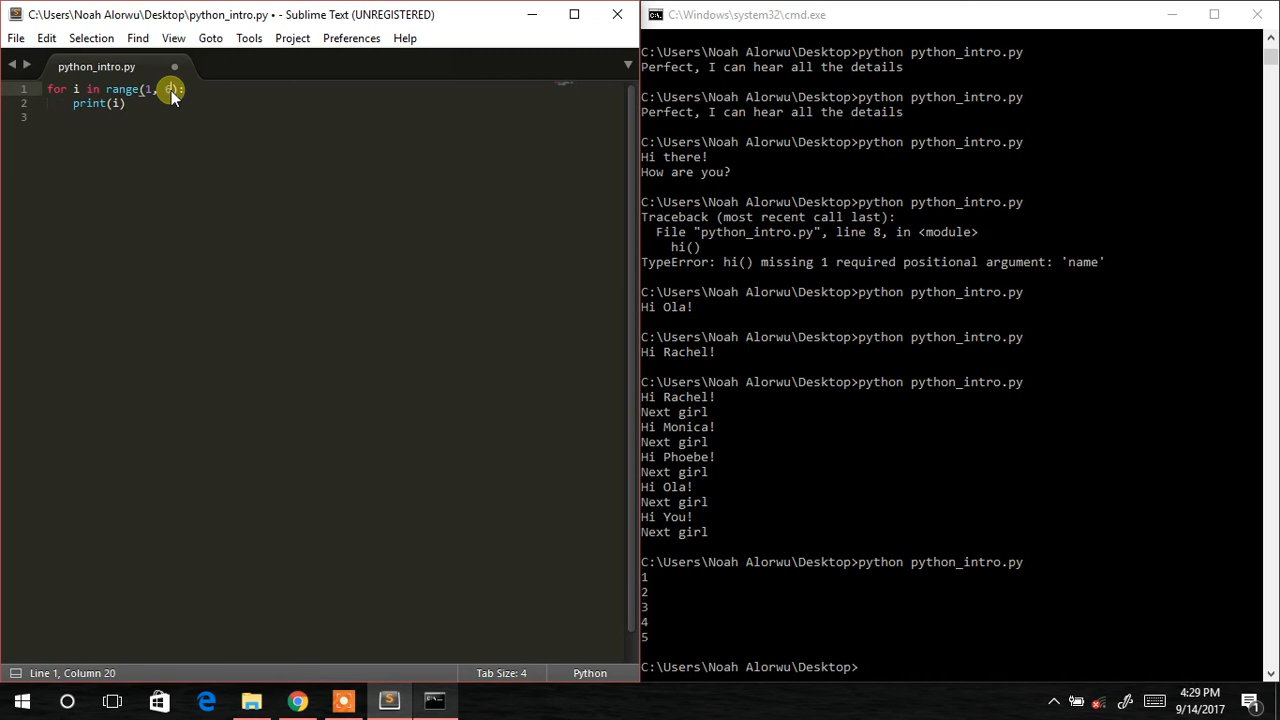 C:\Users\Noah Alorwu\Desktop\python_intro.py • - Sublime Text (UNREGISTERED)
File Edit Selection Find View Goto Tools Project Preferences Help
python_intro.py
1 for i in range(1, 6):
2 print(i)
3
Line 1, Column 20 Tab Size: 4 Python
C:\Windows\system32\cmd.exe
C:\Users\Noah Alorwu\Desktop>python python_intro.py
Perfect, I can hear all the details
C:\Users\Noah Alorwu\Desktop>python python_intro.py
Perfect, I can hear all the details
C:\Users\Noah Alorwu\Desktop>python python_intro.py
Hi there!
How are you?
C:\Users\Noah Alorwu\Desktop>python python_intro.py
Traceback (most recent call last):
File "python_intro.py", line 8, in <module>
hi()
TypeError: hi() missing 1 required positional argument: 'name'
C:\Users\Noah Alorwu\Desktop>python python_intro.py
Hi Ola!
C:\Users\Noah Alorwu\Desktop>python python_intro.py
Hi Rachel!
C:\Users\Noah Alorwu\Desktop>python python_intro.py
Hi Rachel!
Next girl
Hi Monica!
Next girl
Hi Phoebe!
Next girl
Hi Ola!
Next girl
Hi You!
Next girl
C:\Users\Noah Alorwu\Desktop>python python_intro.py
1
2
3
4
5
C:\Users\Noah Alorwu\Desktop>
4:29 PM
9/14/2017